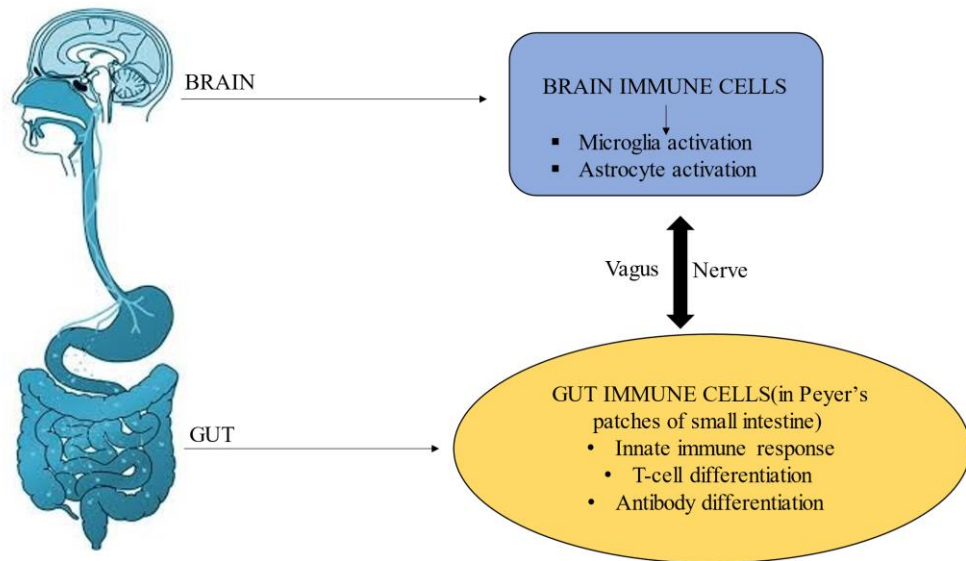 BRAIN
BRAIN IMMUNE CELLS
▪ Microglia activation
▪ Astrocyte activation
Vagus Nerve
GUT
GUT IMMUNE CELLS(in Peyer’s
patches of small intestine)
• Innate immune response
• T-cell differentiation
• Antibody differentiation